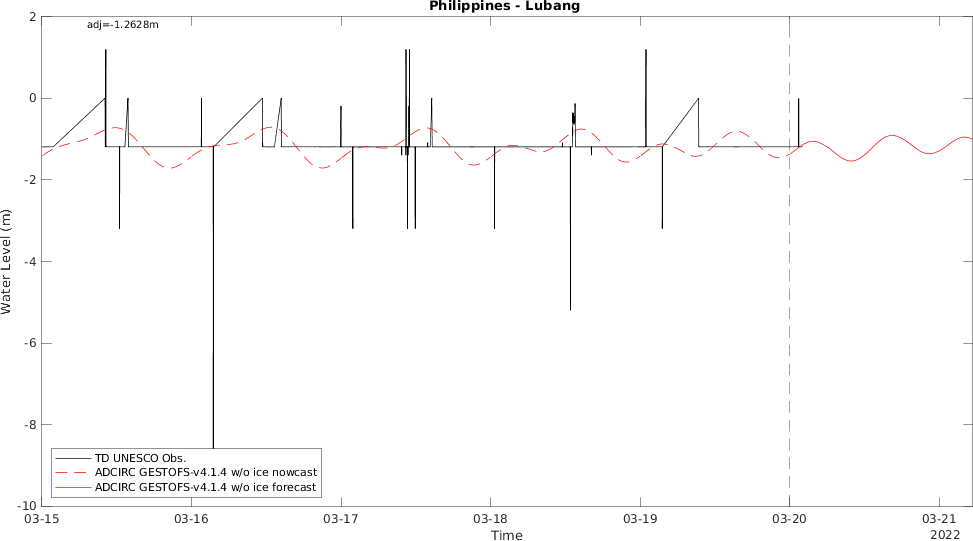 Philippines - Lubang
adj=-1.2628m
2
0
-2
-4
-6
-8
-10
Water Level (m)
TD UNESCO Obs.
ADCIRC GESTOFS-v4.1.4 w/o ice nowcast
ADCIRC GESTOFS-v4.1.4 w/o ice forecast
03-15 03-16 03-17 03-18 03-19 03-20 03-21
Time
2022